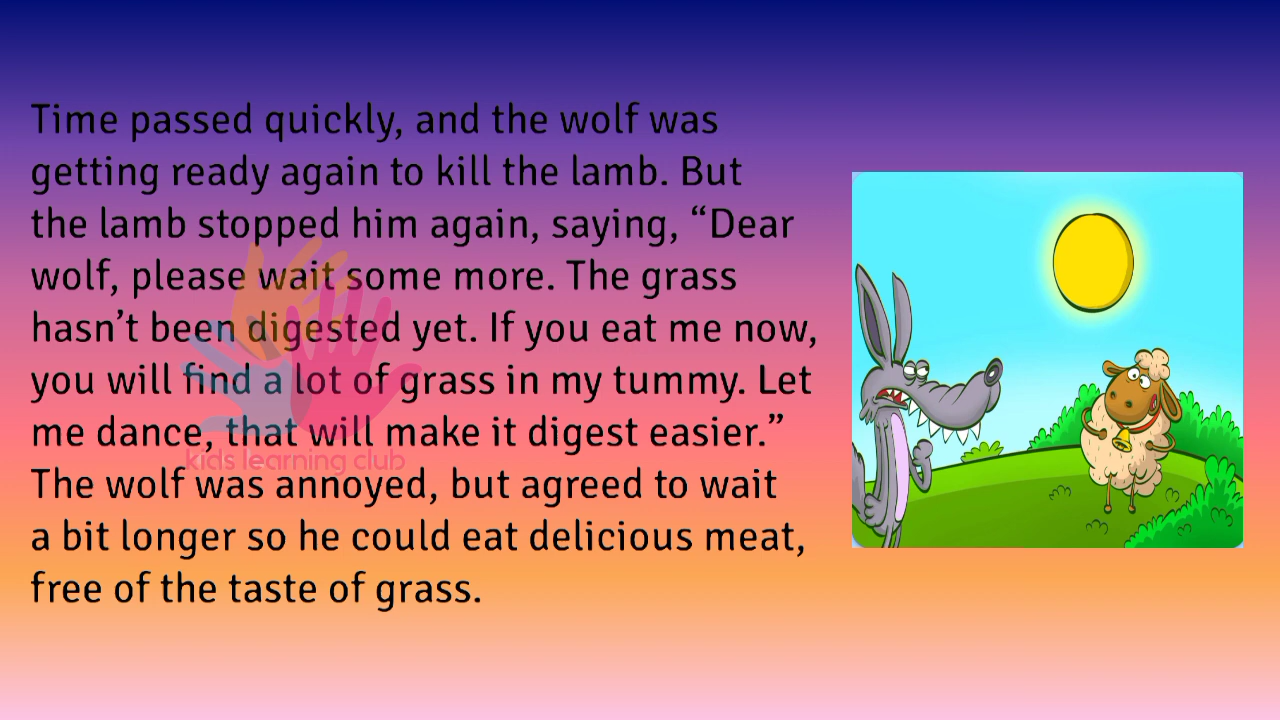 Time passed quickly, and the wolf was
getting ready again to kill the lamb. But
the lamb stopped him again, saying, “Dear
wolf, please wait some more. The grass
hasn’t been digested yet. If you eat me now,
you will find a lot of grass in my tummy. Let
me dance, that will make it digest easier.”
kids learning club
The wolf was annoyed, but agreed to wait
a bit longer so he could eat delicious meat,
free of the taste of grass.